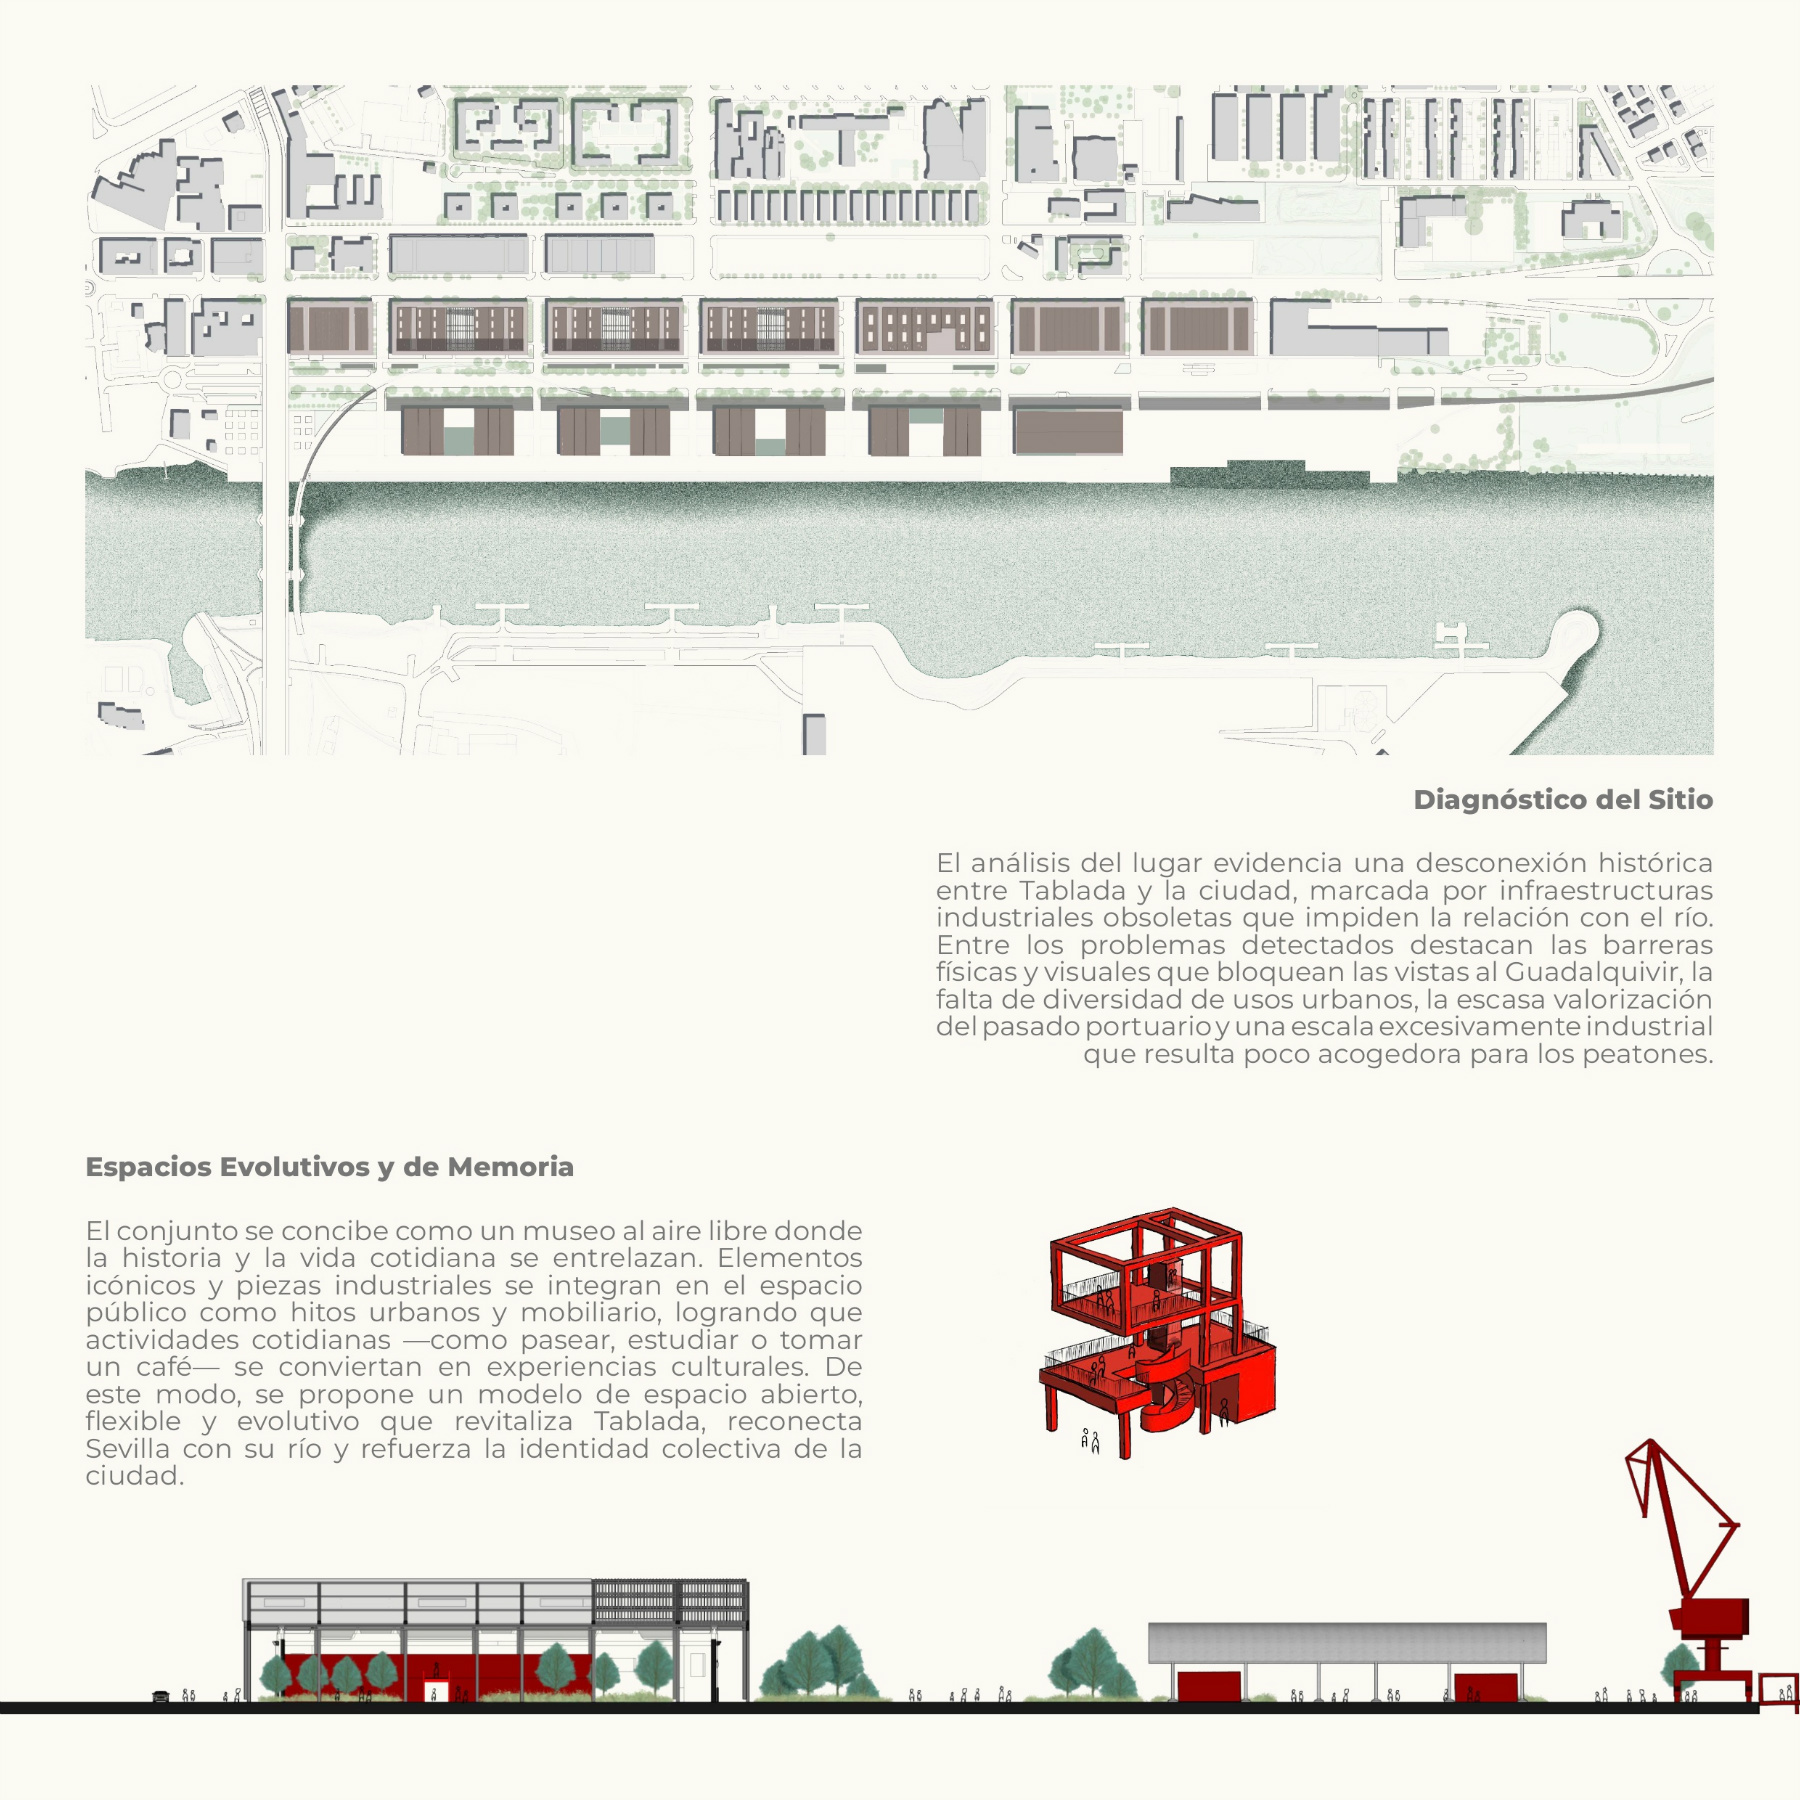 Diagnóstico del Sitio
El análisis del lugar evidencia una desconexión histórica
entre Tablada y la ciudad, marcada por infraestructuras
industriales obsoletas que impiden la relación con el río.
Entre los problemas detectados destacan las barreras
físicas y visuales que bloquean las vistas al Guadalquivir, la
falta de diversidad de usos urbanos, la escasa valorización
del pasado portuario y una escala excesivamente industrial
que resulta poco acogedora para los peatones.
Espacios Evolutivos y de Memoria
El conjunto se concibe como un museo al aire libre donde
la historia y la vida cotidiana se entrelazan. Elementos
icónicos y piezas industriales se integran en el espacio
público como hitos urbanos y mobiliario, logrando que
actividades cotidianas —como pasear, estudiar o tomar
un café— se conviertan en experiencias culturales. De
este modo, se propone un modelo de espacio abierto,
flexible y evolutivo que revitaliza Tablada, reconecta
Sevilla con su río y refuerza la identidad colectiva de la
ciudad.